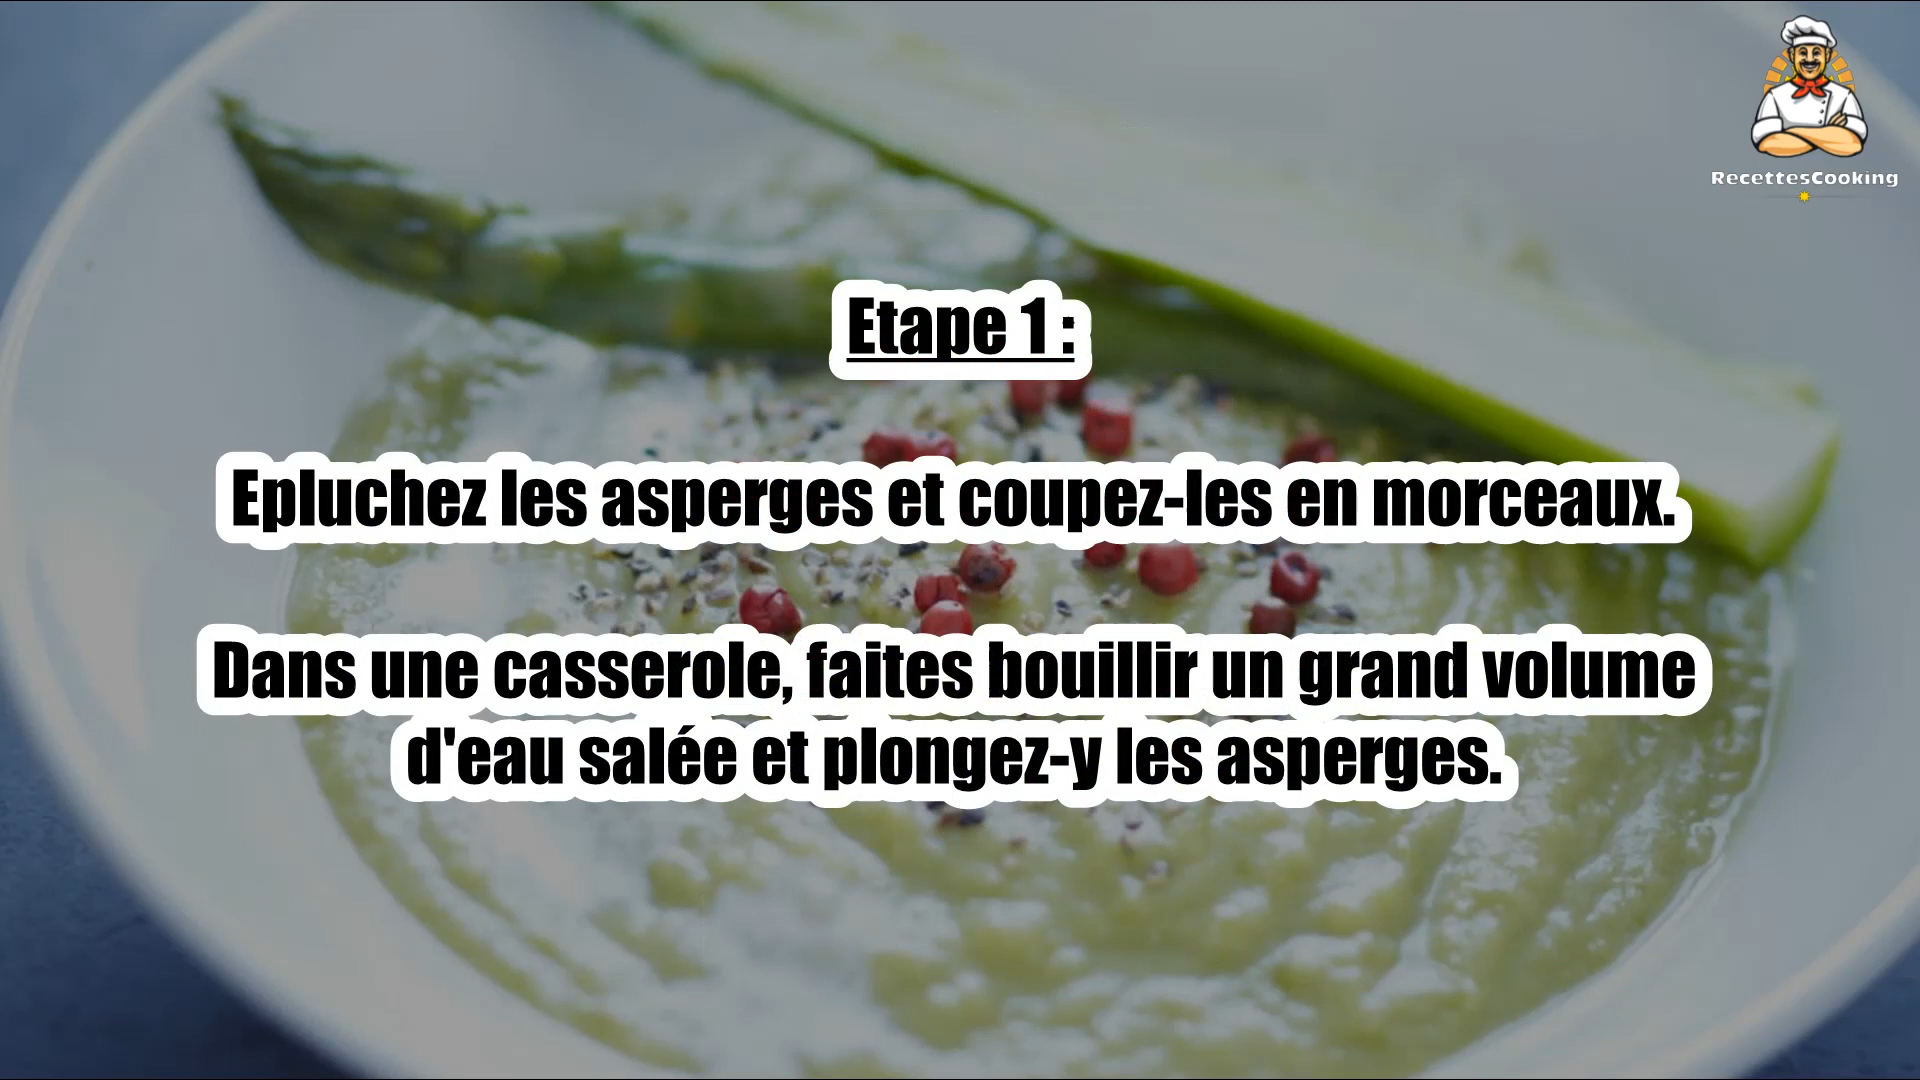 RecettesCooking
Etape 1 :
Epluchez les asperges et coupez-les en morceaux.
Dans une casserole, faites bouillir un grand volume
d'eau salée et plongez-y les asperges.